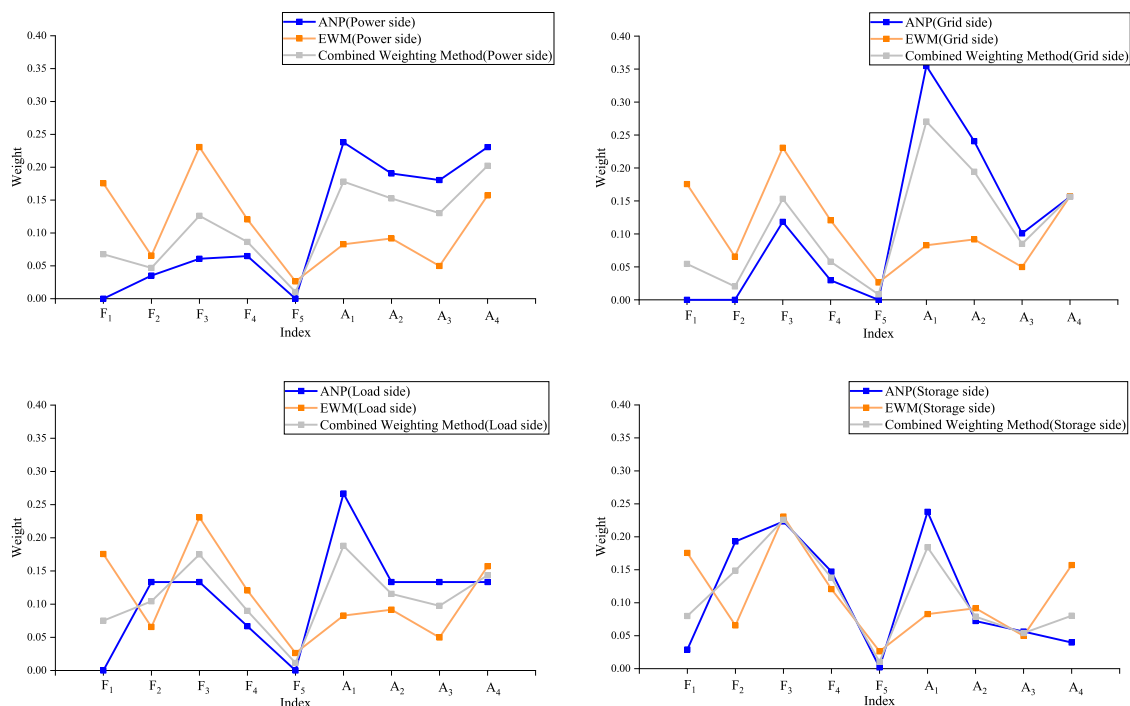 ANP(Power side)
EWM(Power side)
Combined Weighting Method(Power side)
0.40
0.35
0.30
0.25
0.20
0.15
0.10
0.05
0.00
Weight
F₁ F₂ F₃ F₄ F₅ A₁ A₂ A₃ A₄
Index
ANP(Grid side)
EWM(Grid side)
Combined Weighting Method(Grid side)
0.40
0.35
0.30
0.25
0.20
0.15
0.10
0.05
0.00
Weight
F₁ F₂ F₃ F₄ F₅ A₁ A₂ A₃ A₄
Index
ANP(Load side)
EWM(Load side)
Combined Weighting Method(Load side)
0.40
0.35
0.30
0.25
0.20
0.15
0.10
0.05
0.00
Weight
F₁ F₂ F₃ F₄ F₅ A₁ A₂ A₃ A₄
Index
ANP(Storage side)
EWM(Storage side)
Combined Weighting Method(Storage side)
0.40
0.35
0.30
0.25
0.20
0.15
0.10
0.05
0.00
Weight
F₁ F₂ F₃ F₄ F₅ A₁ A₂ A₃ A₄
Index